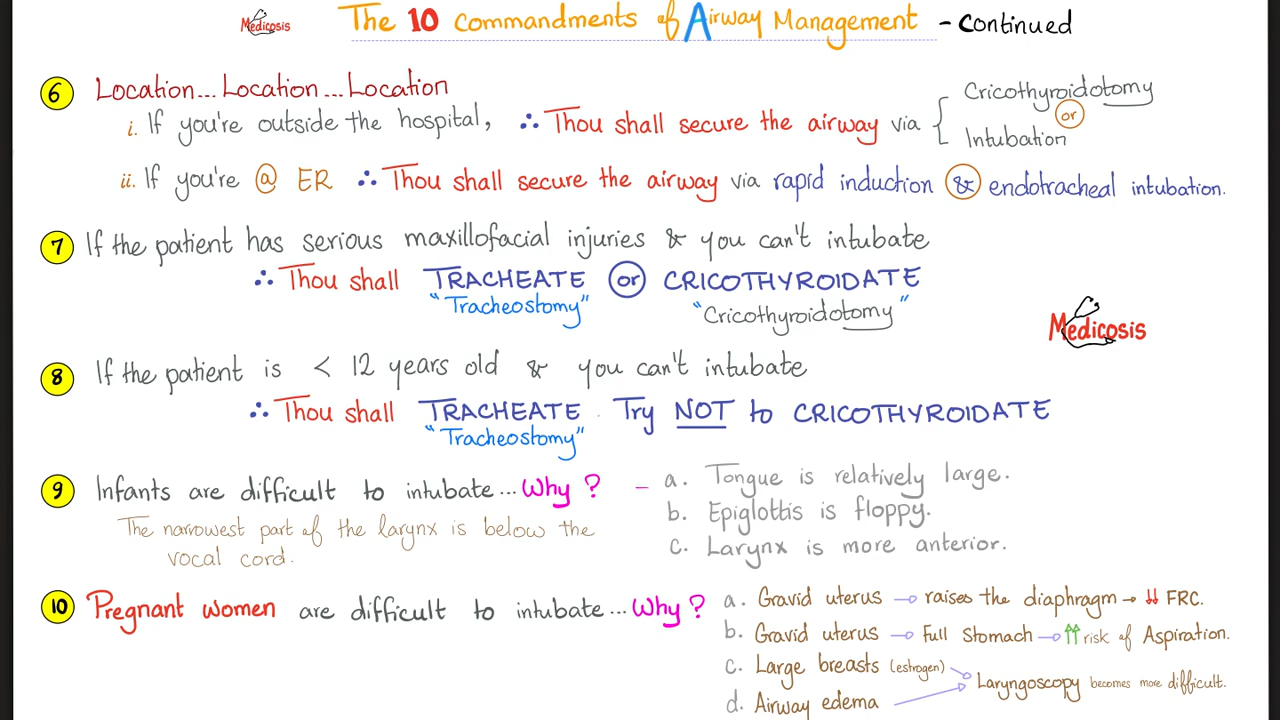 Medicosis
The 10 Commandments of Airway Management - Continued
6 Location... Location... Location
i. If you're outside the hospital, ∴ Thou shall secure the airway via { Cricothyroidotomy
or
Intubation
ii. If you're @ ER ∴ Thou shall secure the airway via rapid induction & endotracheal intubation.
7 If the patient has serious maxillofacial injuries & you can't intubate
∴ Thou shall TRACHEATE or CRICOTHYROIDATE
"Tracheostomy" "Cricothyroidotomy"
Medicosis
8 If the patient is < 12 years old & you can't intubate
∴ Thou shall TRACHEATE. Try NOT to CRICOTHYROIDATE
"Tracheostomy"
9 Infants are difficult to intubate... Why? -
The narrowest part of the larynx is below the
vocal cord.
a. Tongue is relatively large.
b. Epiglottis is floppy.
c. Larynx is more anterior.
10 Pregnant women are difficult to intubate... Why?
a. Gravid uterus → raises the diaphragm → ↓↓ FRC.
b. Gravid uterus → Full Stomach → ↑↑ risk of Aspiration.
c. Large breasts (estrogen)
d. Airway edema
→ Laryngoscopy becomes more difficult.